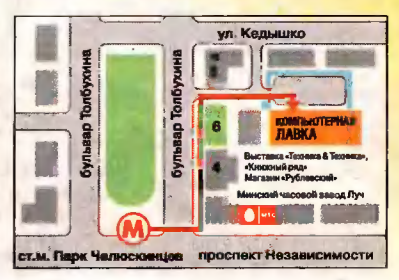 ул. Кедышко
бульвар Толбухина
бульвар Толбухина
8
6
4
КОМПЬЮТЕРНАЯ
ЛАВКА
Выставка «Техника & Техника»,
«Книжный ряд»
Магазин «Рублевский»
Минский часовой завод Луч
МТС
М
ст.м. Парк Челюскинцев
проспект Независимости